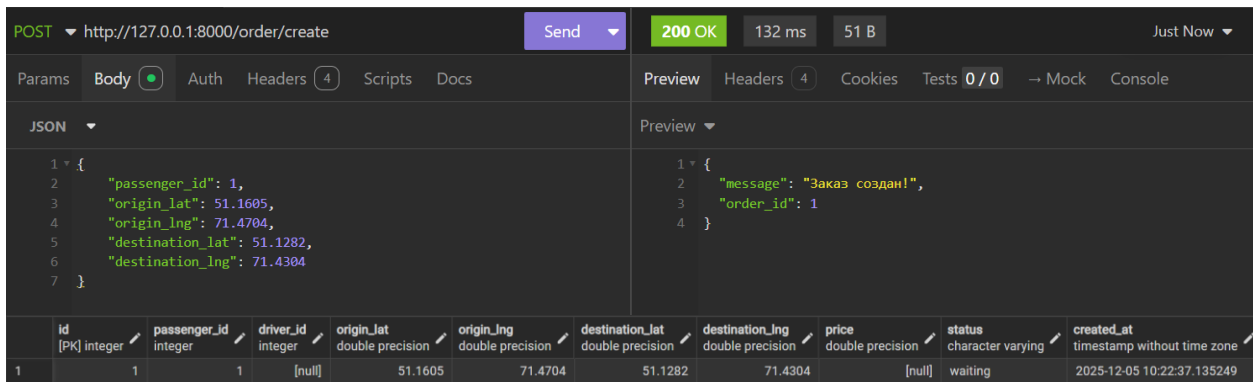 POST http://127.0.0.1:8000/order/create Send 200 OK 132 ms 51 B Just Now
Params Body Auth Headers 4 Scripts Docs Preview Headers 4 Cookies Tests 0 / 0 → Mock Console
JSON Preview
1 {
2 "passenger_id": 1,
3 "origin_lat": 51.1605,
4 "origin_lng": 71.4704,
5 "destination_lat": 51.1282,
6 "destination_lng": 71.4304
7 }
1 {
2 "message": "Заказ создан!",
3 "order_id": 1
4 }
id passenger_id driver_id origin_lat origin_lng destination_lat destination_lng price status created_at
[PK] integer integer integer double precision double precision double precision double precision double precision character varying timestamp without time zone
1 1 1 [null] 51.1605 71.4704 51.1282 71.4304 [null] waiting 2025-12-05 10:22:37.135249